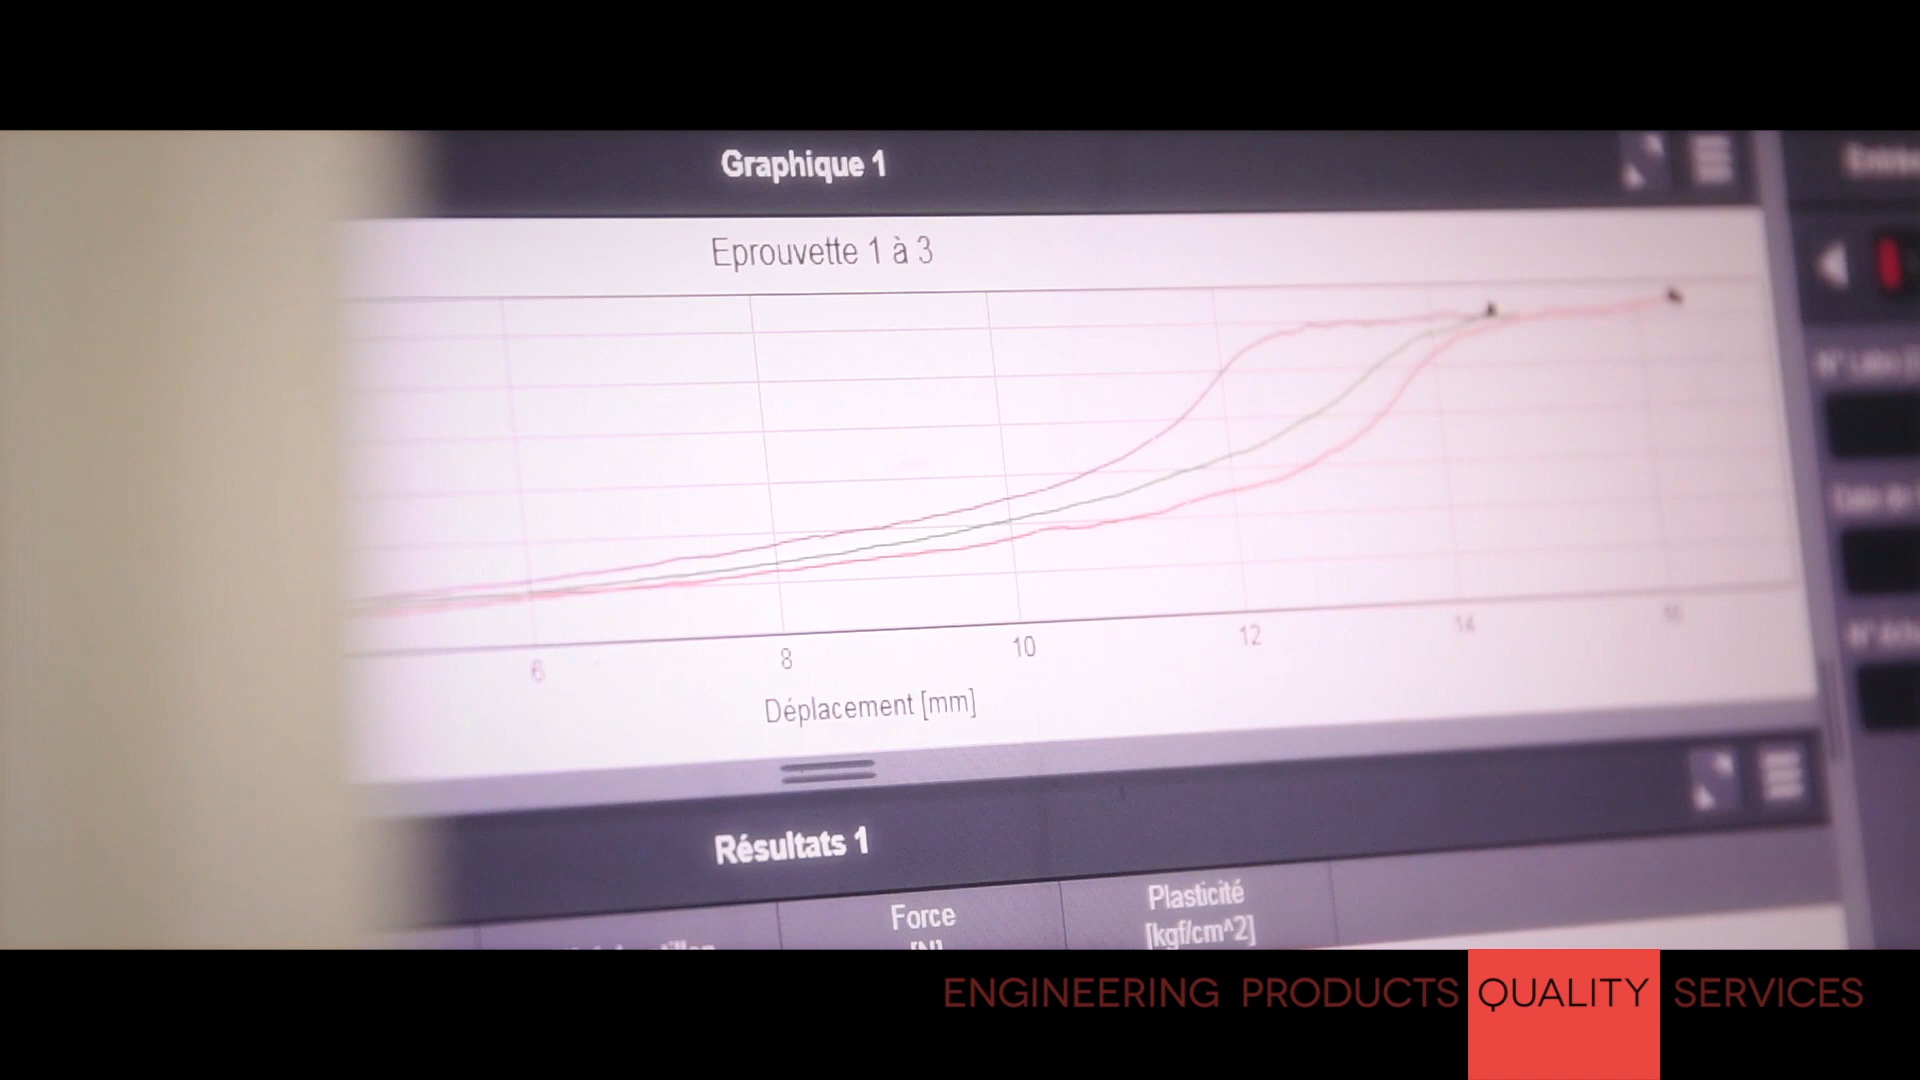 Graphique 1
Eprouvette 1 à 3
6
8
10
12
14
16
Déplacement [mm]
Résultats 1
Force
[N]
Plasticité
[kgf/cm^2]
ENGINEERING PRODUCTS QUALITY SERVICES